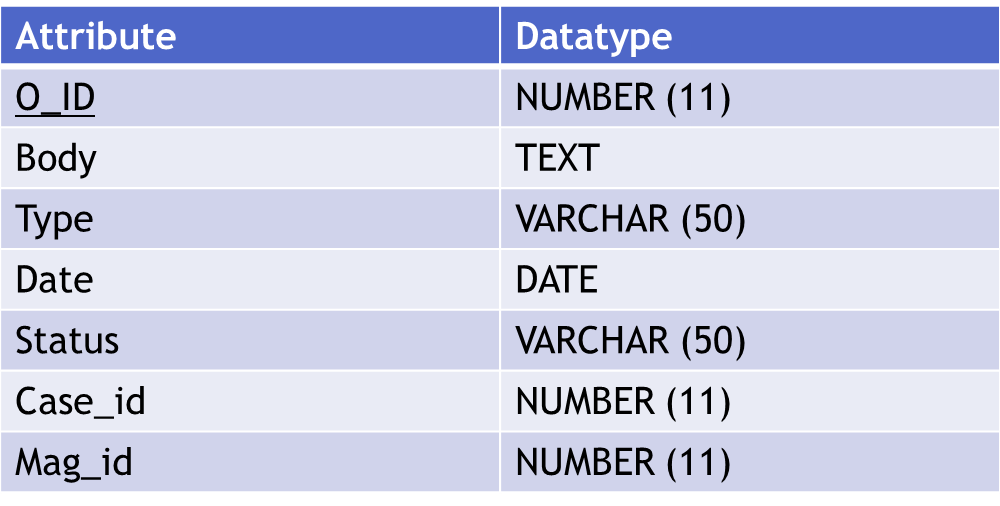 Attribute Datatype
O_ID NUMBER (11)
Body TEXT
Type VARCHAR (50)
Date DATE
Status VARCHAR (50)
Case_id NUMBER (11)
Mag_id NUMBER (11)